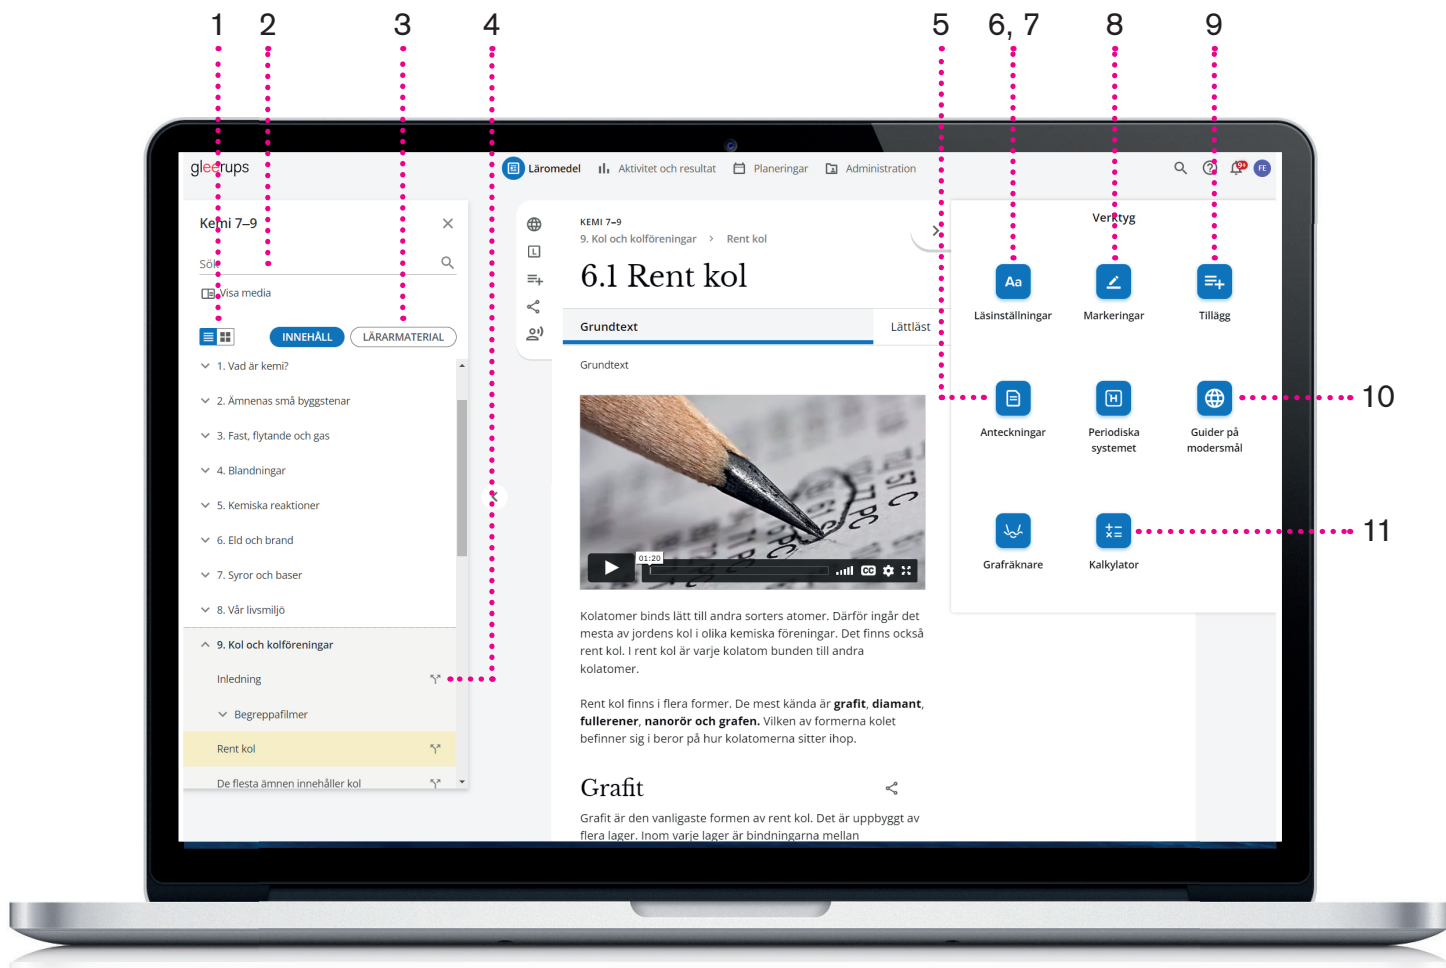 1 2 3 4 5 6, 7 8 9
gleerups
Läromedel Aktivitet och resultat Planeringar Administration
9+ FE
Kemi 7–9
Sök
Visa media
INNEHÅLL LÄRARMATERIAL
1. Vad är kemi?
2. Ämnenas små byggstenar
3. Fast, flytande och gas
4. Blandningar
5. Kemiska reaktioner
6. Eld och brand
7. Syror och baser
8. Vår livsmiljö
9. Kol och kolföreningar
Inledning
Begreppafilmer
Rent kol
De flesta ämnen innehåller kol
L
KEMI 7–9
9. Kol och kolföreningar > Rent kol
6.1 Rent kol
Grundtext Lättläst
Grundtext
01:20
CC
Kolatomer binds lätt till andra sorters atomer. Därför ingår det
mesta av jordens kol i olika kemiska föreningar. Det finns också
rent kol. I rent kol är varje kolatom bunden till andra
kolatomer.
Rent kol finns i flera former. De mest kända är grafit, diamant,
fullerener, nanorör och grafen. Vilken av formerna kolet
befinner sig i beror på hur kolatomerna sitter ihop.
Grafit
Grafit är den vanligaste formen av rent kol. Det är uppbyggt av
flera lager. Inom varje lager är bindningarna mellan
Verktyg
Aa
Läsinställningar Markeringar Tillägg
H
10
Anteckningar Periodiska systemet Guider på modersmål
11
Grafräknare Kalkylator